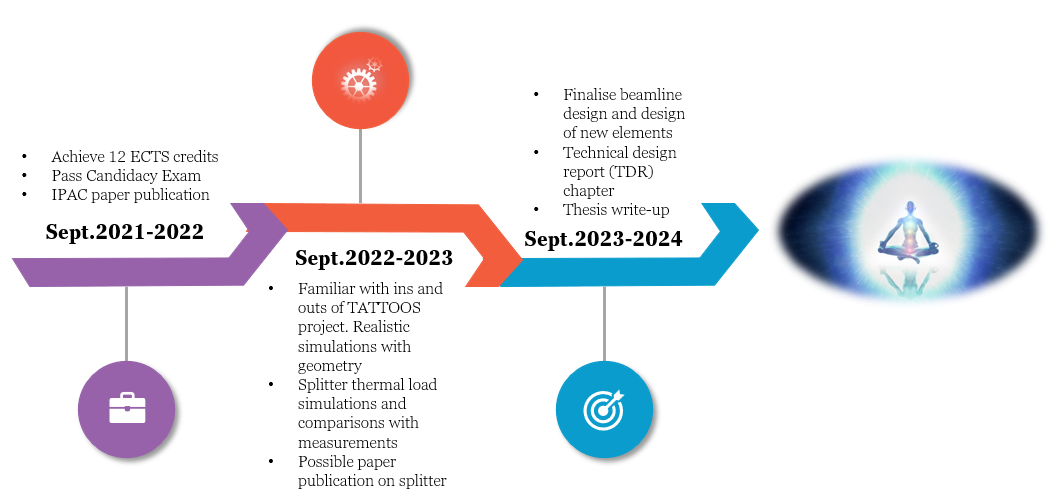 • Achieve 12 ECTS credits
• Pass Candidacy Exam
• IPAC paper publication
Sept.2021-2022
Sept.2022-2023
• Familiar with ins and
outs of TATTOOS
project. Realistic
simulations with
geometry
• Splitter thermal load
simulations and
comparisons with
measurements
• Possible paper
publication on splitter
• Finalise beamline
design and design
of new elements
• Technical design
report (TDR)
chapter
• Thesis write-up
Sept.2023-2024